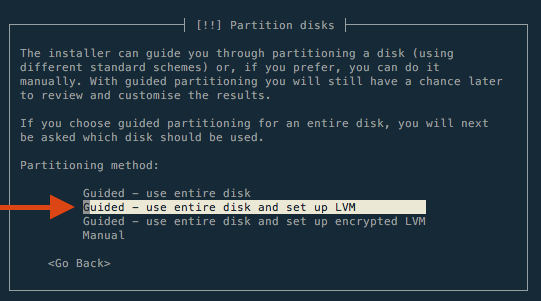 [!!] Partition disks
The installer can guide you through partitioning a disk (using
different standard schemes) or, if you prefer, you can do it
manually. With guided partitioning you will still have a chance later
to review and customise the results.
If you choose guided partitioning for an entire disk, you will next
be asked which disk should be used.
Partitioning method:
Guided - use entire disk
Guided - use entire disk and set up LVM
Guided - use entire disk and set up encrypted LVM
Manual
<Go Back>